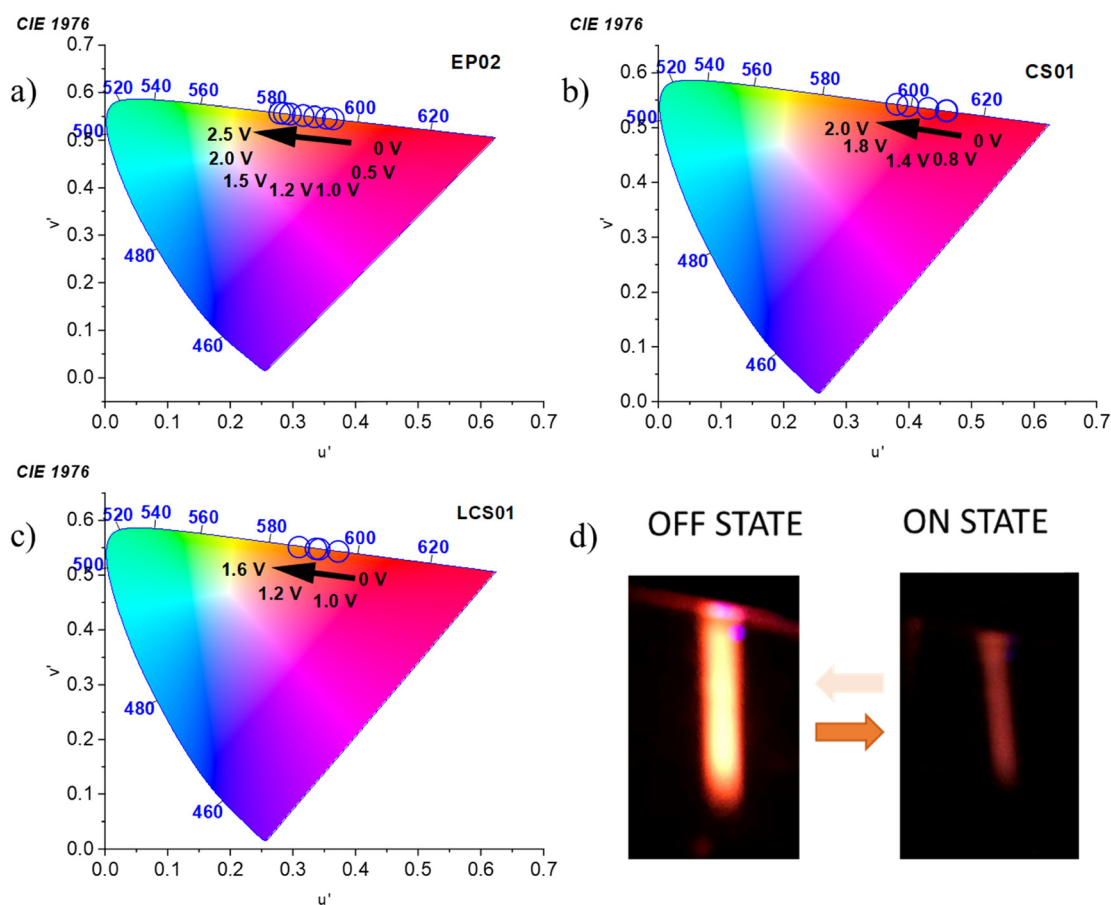 CIE 1976
a)
EP02
0.7
0.6
0.5
0.4
0.3
0.2
0.1
0.0
v'
520 540 560 580 600 620
500
480
460
2.5 V
2.0 V
1.5 V
1.2 V 1.0 V
0.5 V
0 V
0.0 0.1 0.2 0.3 0.4 0.5 0.6 0.7
u'
CIE 1976
b)
CS01
0.6
0.5
0.4
0.3
0.2
0.1
0.0
v'
520 540 560 580 600 620
500
480
460
2.0 V
1.8 V
1.4 V 0.8 V
0 V
0.0 0.1 0.2 0.3 0.4 0.5 0.6 0.7
u'
CIE 1976
c)
LCS01
0.6
0.5
0.4
0.3
0.2
0.1
0.0
v'
520 540 560 580 600 620
500
480
460
1.6 V
1.2 V
1.0 V
0 V
0.0 0.1 0.2 0.3 0.4 0.5 0.6 0.7
u'
d)
OFF STATE
ON STATE